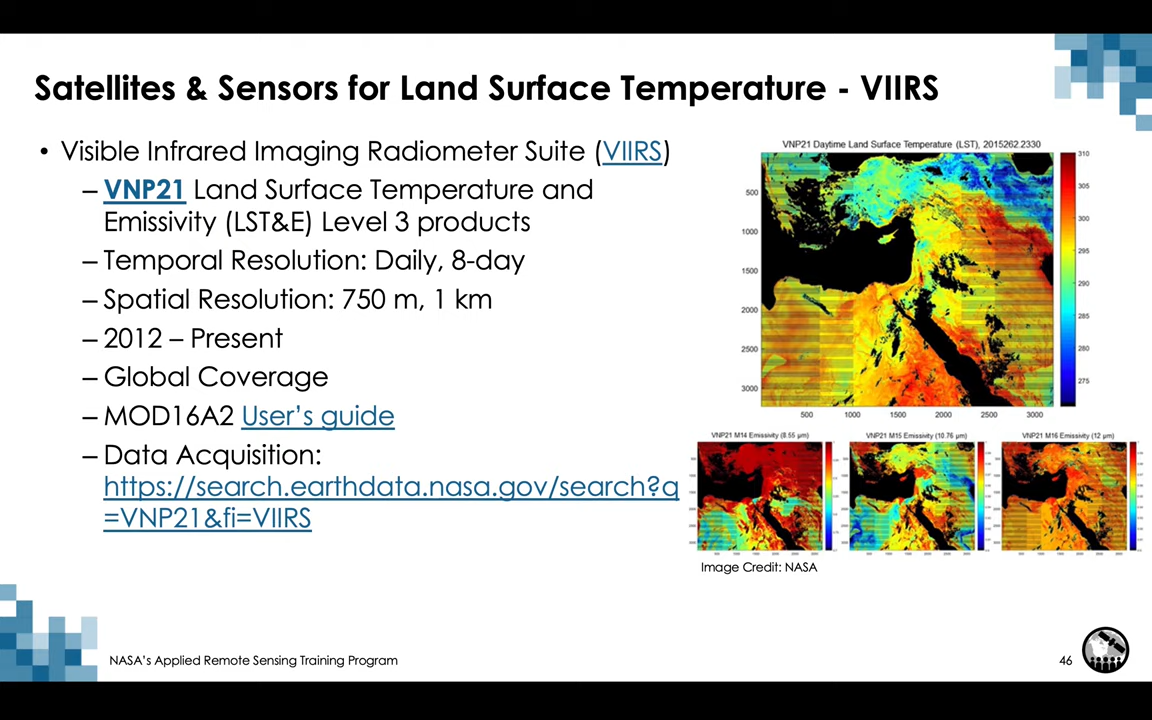 Satellites & Sensors for Land Surface Temperature - VIIRS
• Visible Infrared Imaging Radiometer Suite (VIIRS)
– VNP21 Land Surface Temperature and
Emissivity (LST&E) Level 3 products
– Temporal Resolution: Daily, 8-day
– Spatial Resolution: 750 m, 1 km
– 2012 – Present
– Global Coverage
– MOD16A2 User's guide
– Data Acquisition:
https://search.earthdata.nasa.gov/search?q
=VNP21&fi=VIIRS
VNP21 Daytime Land Surface Temperature (LST), 2015262.2330
500
1000
1500
2000
2500
3000
500 1000 1500 2000 2500 3000
310
305
300
295
290
285
280
275
VNP21 M14 Emissivity (8.55 µm)
VNP21 M15 Emissivity (10.76 µm)
VNP21 M16 Emissivity (12 µm)
Image Credit: NASA
NASA's Applied Remote Sensing Training Program
46